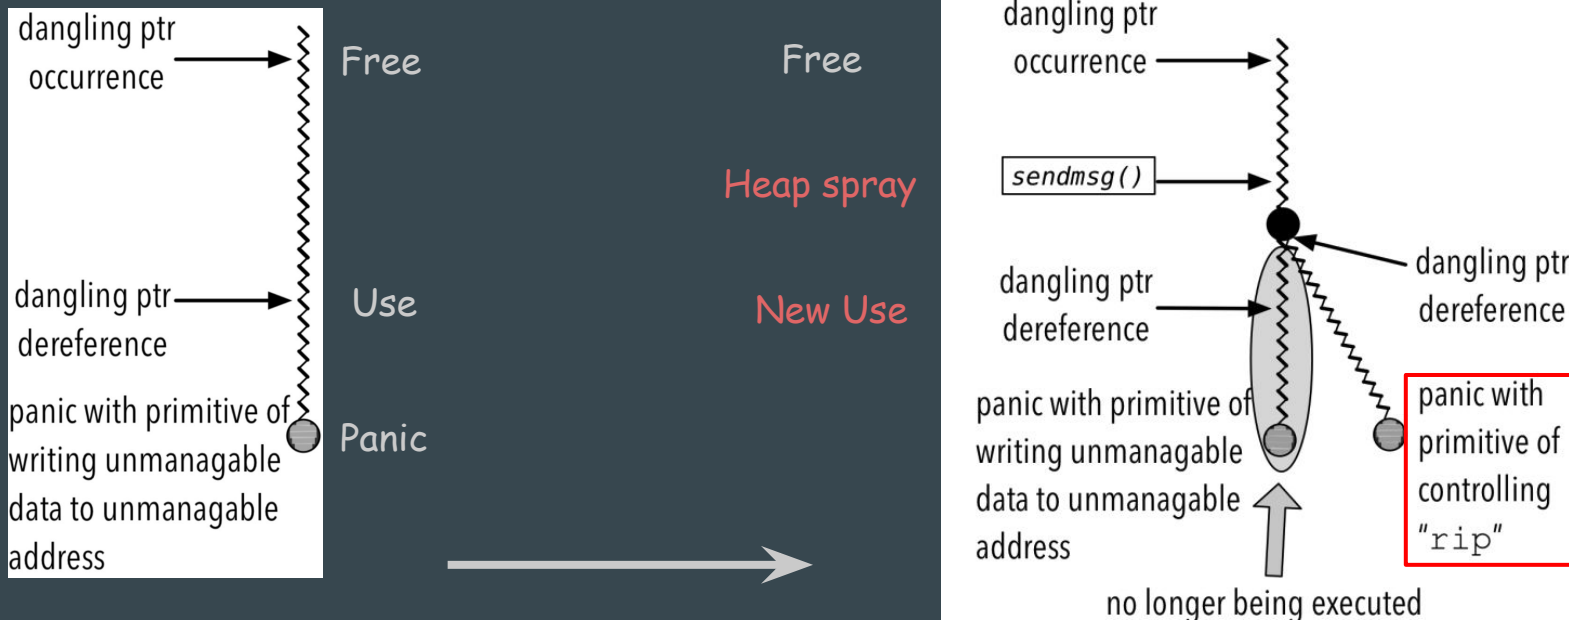 dangling ptr
occurrence
Free
dangling ptr
dereference
Use
panic with primitive of
writing unmanagable
data to unmanagable
address
Panic
Free
Heap spray
New Use
dangling ptr
occurrence
sendmsg()
dangling ptr
dereference
dangling ptr
dereference
panic with primitive of
writing unmanagable
data to unmanagable
address
panic with
primitive of
controlling
"rip"
no longer being executed